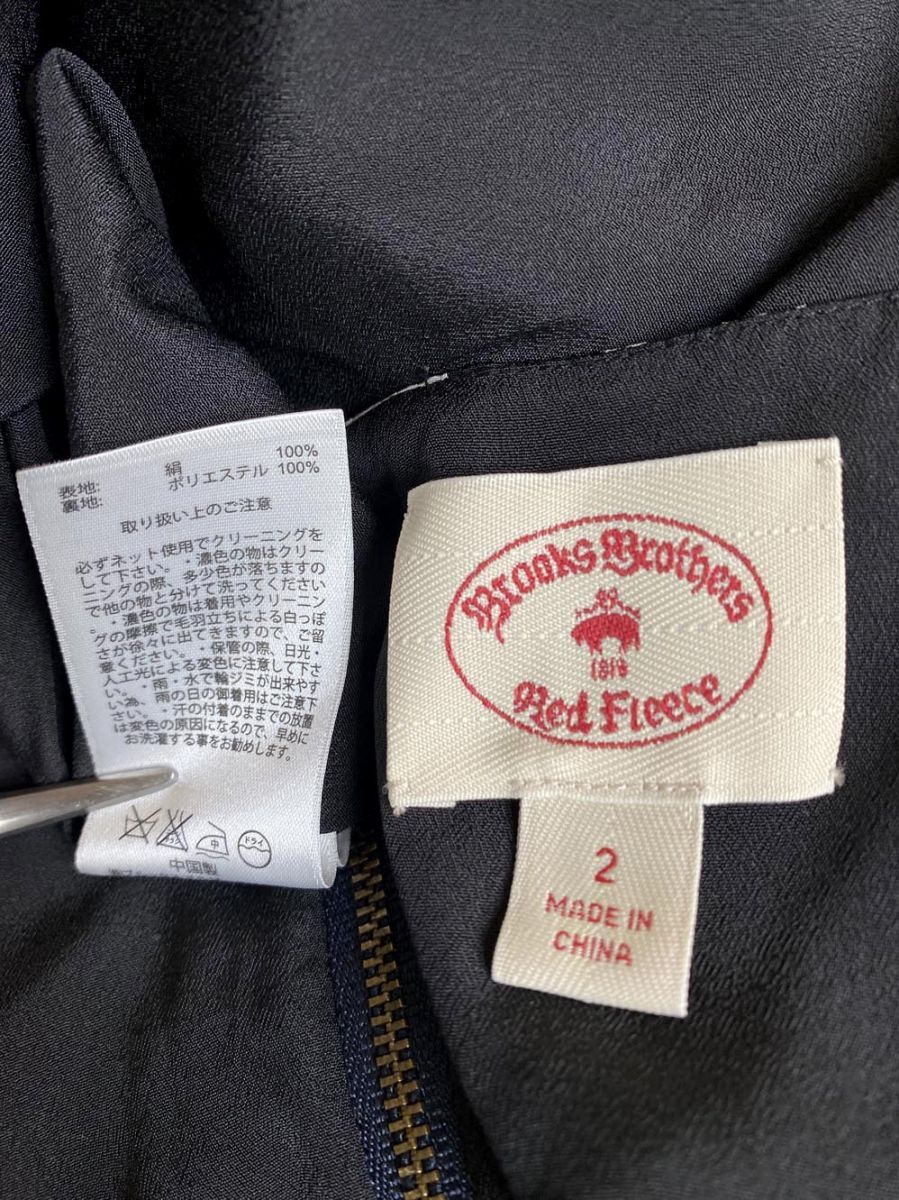 表地: 絹 100%
裏地: ポリエステル 100%
取り扱い上のご注意
必ずネット使用でクリーニングを
して下さい。・濃色の物はクリー
ニングの際、多少色が落ちますの
で他の物と分けて洗ってください
。・濃色の物は着用やクリーニン
グの摩擦で毛羽立ちによる白っぽ
さが徐々に出てきますので、ご留
意ください。・保管の際、日光・
人工光による変色に注意して下さ
い。・雨・水で輪ジミが出来やす
い為、雨の日の御着用はご注意下
さい。・汗の付着のままでの放置
は変色の原因になるので、早めに
お洗濯する事をお勧めします。
中
ドライ
中国製
Brooks Brothers
1818
Red Fleece
2
MADE IN
CHINA